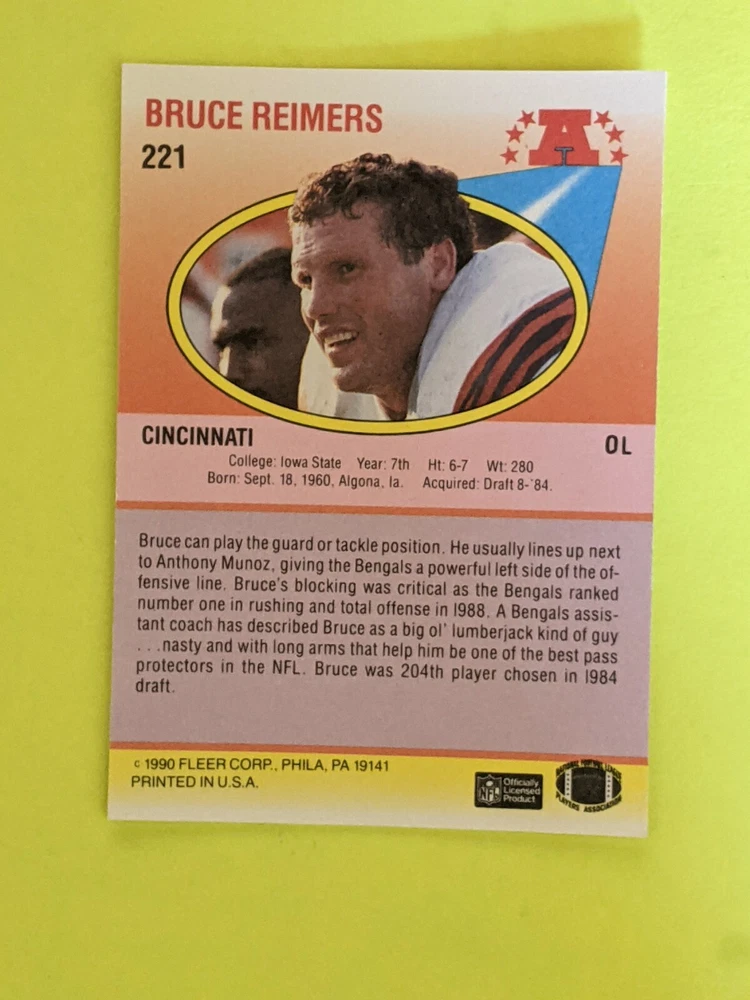 BRUCE REIMERS
221
A
T
CINCINNATI
OL
College: Iowa State Year: 7th Ht: 6-7 Wt: 280
Born: Sept. 18, 1960, Algona, Ia. Acquired: Draft 8-'84.
Bruce can play the guard or tackle position. He usually lines up next
to Anthony Munoz, giving the Bengals a powerful left side of the of-
fensive line. Bruce's blocking was critical as the Bengals ranked
number one in rushing and total offense in 1988. A Bengals assis-
tant coach has described Bruce as a big ol' lumberjack kind of guy
...nasty and with long arms that help him be one of the best pass
protectors in the NFL. Bruce was 204th player chosen in 1984
draft.
© 1990 FLEER CORP., PHILA, PA 19141
PRINTED IN U.S.A.
NFL
Officially
Licensed
Product
NATIONAL FOOTBALL LEAGUE
PLAYERS ASSOCIATION